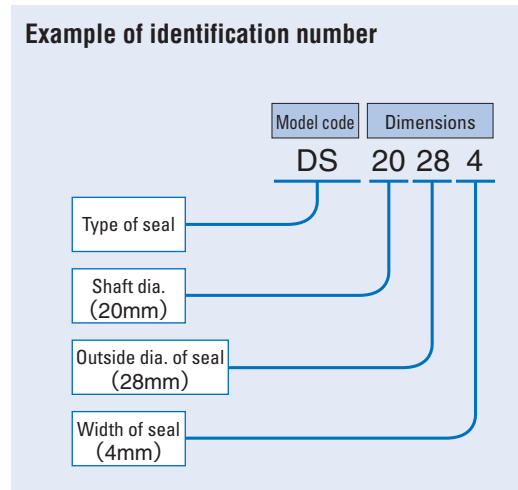 Example of identification number
Model code Dimensions
DS 20 28 4
Type of seal
Shaft dia.
（20mm）
Outside dia. of seal
（28mm）
Width of seal
（4mm）